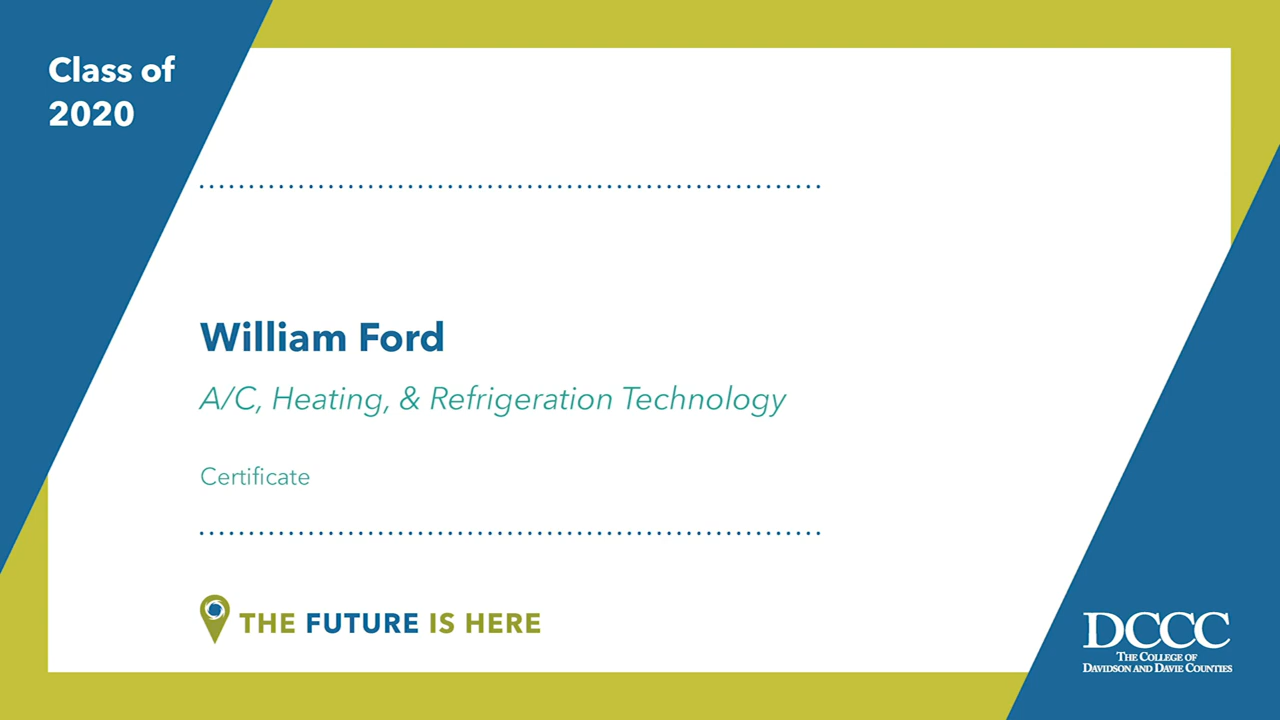 Class of
2020
William Ford
A/C, Heating, & Refrigeration Technology
Certificate
THE FUTURE IS HERE
DCCC
THE COLLEGE OF
DAVIDSON AND DAVIE COUNTIES